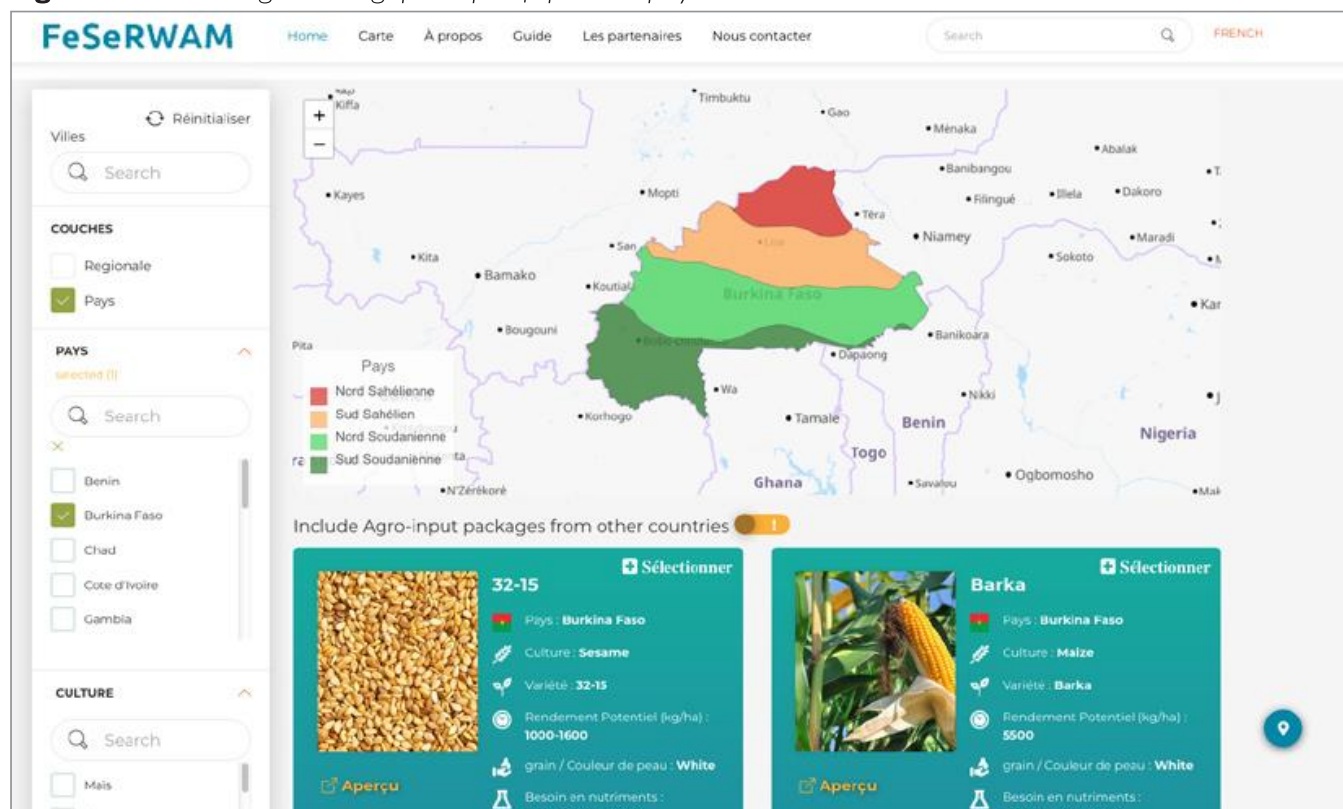 FeSeRWAM
Home Carte À propos Guide Les partenaires Nous contacter
Search
FRENCH
Réinitialiser
Villes
Search
COUCHES
Regionale
Pays
PAYS
selected (1)
Search
Benin
Burkina Faso
Chad
Cote d'Ivoire
Gambia
CULTURE
Search
Maïs
+
−
Kiffa
Timbuktu
Gao
Ménaka
Abalak
Banibangou
Kayes
Mopti
Filingué
Illela
Dakoro
Téra
Niamey
Maradi
San
Sokoto
Kita
Bamako
Koutial
Burkina Faso
Kar
Bougouni
Banikoara
Pita
Dapaong
Wa
Nikki
Korhogo
Tamale
Benin
Nigeria
Togo
Ghana
Savalou
Ogbomosho
N'Zérékoré
Mak
Pays
Nord Sahélienne
Sud Sahélien
Nord Soudanienne
Sud Soudanienne
Include Agro-input packages from other countries
Sélectionner
32-15
Pays : Burkina Faso
Culture : Sesame
Variété : 32-15
Rendement Potentiel (kg/ha) :
1000-1600
grain / Couleur de peau : White
Besoin en nutriments :
Aperçu
Sélectionner
Barka
Pays : Burkina Faso
Culture : Maize
Variété : Barka
Rendement Potentiel (kg/ha) :
5500
grain / Couleur de peau : White
Besoin en nutriments :
Aperçu